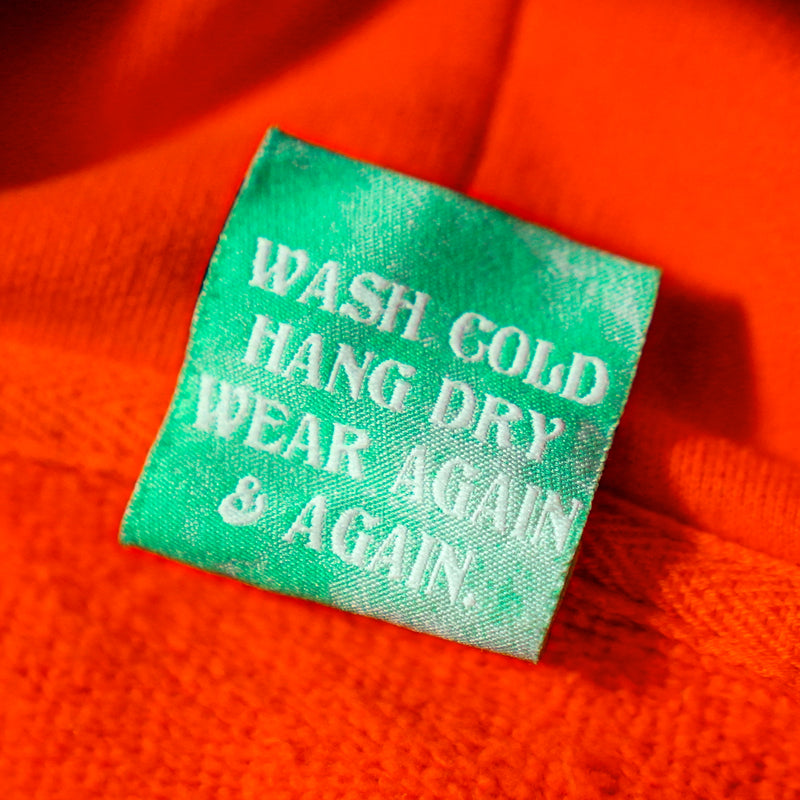 WASH COLD
HANG DRY
WEAR AGAIN
& AGAIN.